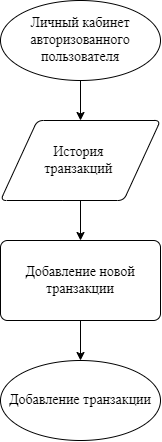 Личный кабинет
авторизованного
пользователя
История
транзакций
Добавление новой
транзакции
Добавление транзакции